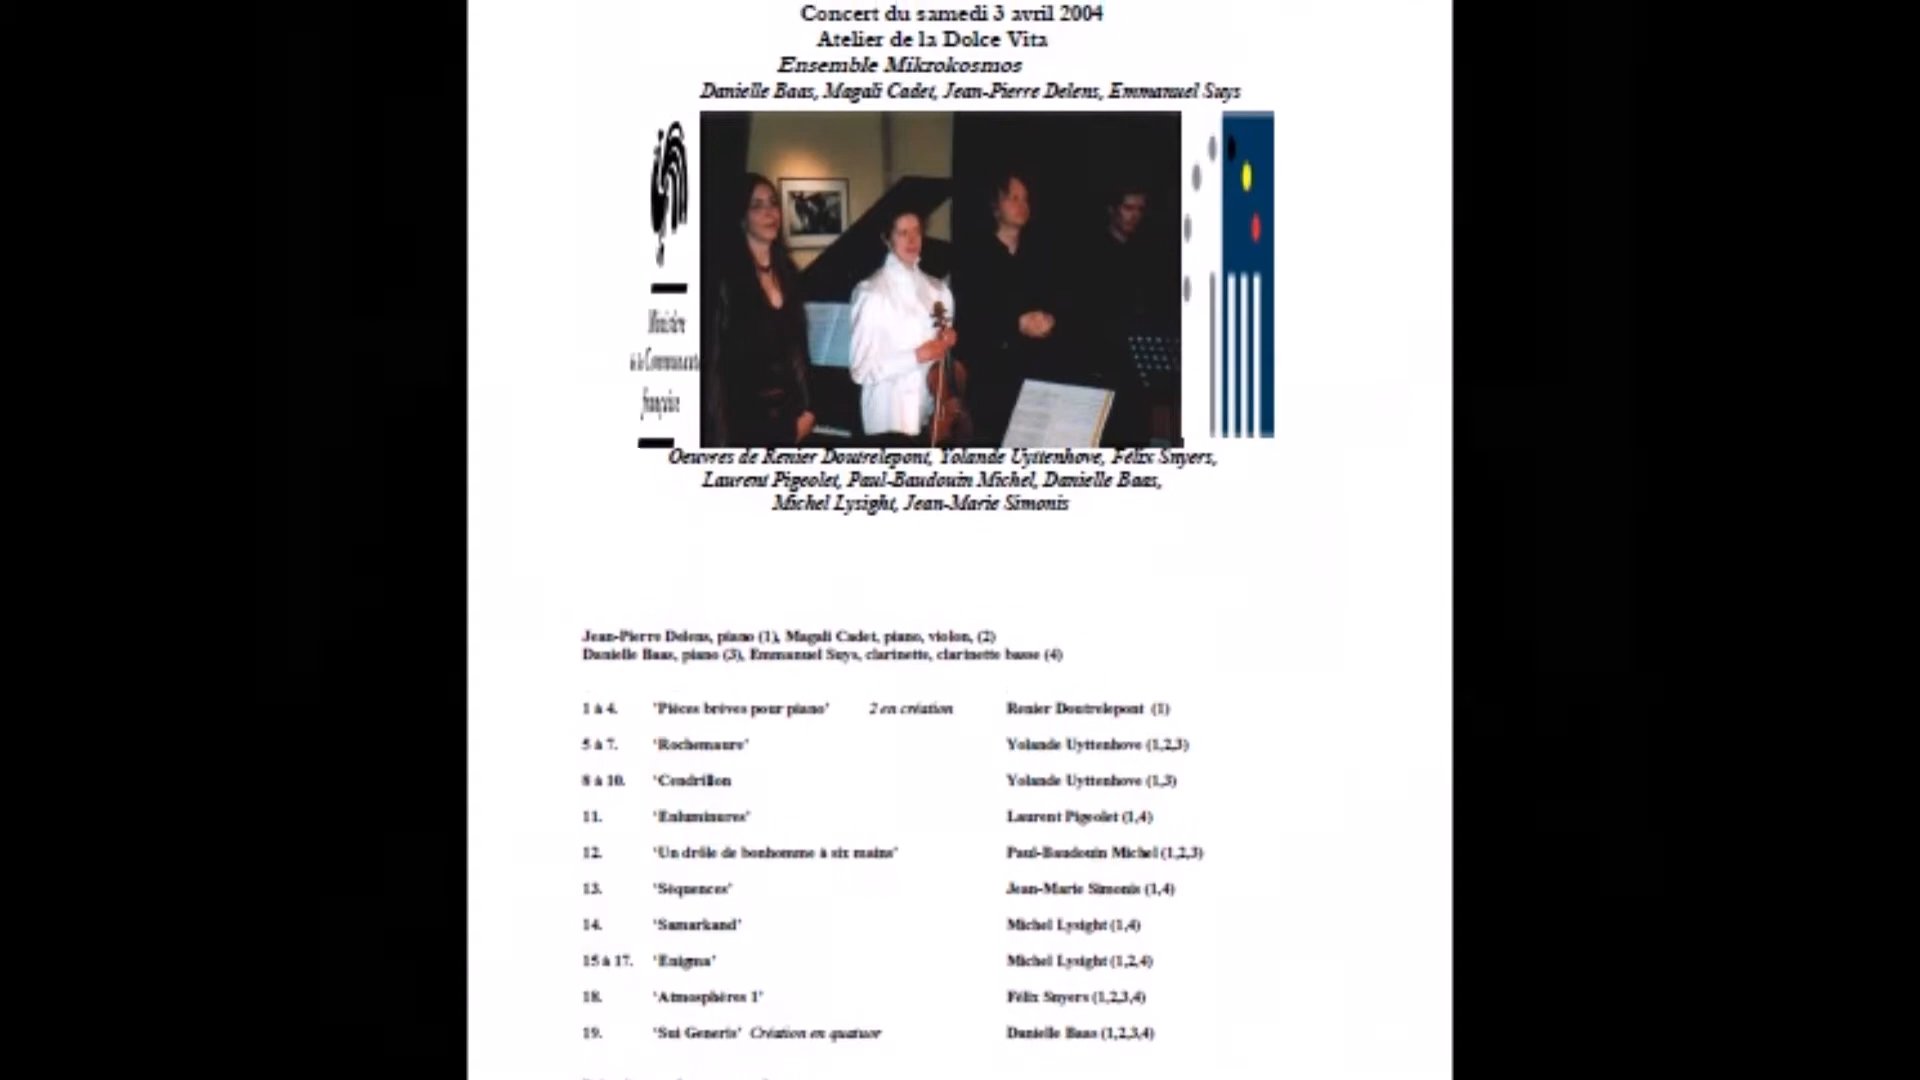 Concert du samedi 3 avril 2004
Atelier de la Dolce Vita
Ensemble Mikrokosmos
Danielle Baas, Magali Cadet, Jean-Pierre Delens, Emmanuel Suys
Ministère
de la Communauté
française
Oeuvres de Renier Doutrelepont, Yolande Uyttenhove, Félix Snyers,
Laurent Pigeolet, Paul-Baudouin Michel, Danielle Baas,
Michel Lysight, Jean-Marie Simonis
Jean-Pierre Delens, piano (1), Magali Cadet, piano, violon, (2)
Danielle Baas, piano (3), Emmanuel Suys, clarinette, clarinette basse (4)
1 à 4. ‘Pièces brèves pour piano’ 2 en création Renier Doutrelepont (1)
5 à 7. ‘Rochemaure’ Yolande Uyttenhove (1,2,3)
8 à 10. ‘Cendrillon Yolande Uyttenhove (1,3)
11. ‘Enluminures’ Laurent Pigeolet (1,4)
12. ‘Un drôle de bonhomme à six mains’ Paul-Baudouin Michel (1,2,3)
13. ‘Séquences’ Jean-Marie Simonis (1,4)
14. ‘Samarkand’ Michel Lysight (1,4)
15 à 17. ‘Enigma’ Michel Lysight (1,2,4)
18. ‘Atmosphères 1’ Félix Snyers (1,2,3,4)
19. ‘Sui Generis’ Création en quatuor Danielle Baas (1,2,3,4)